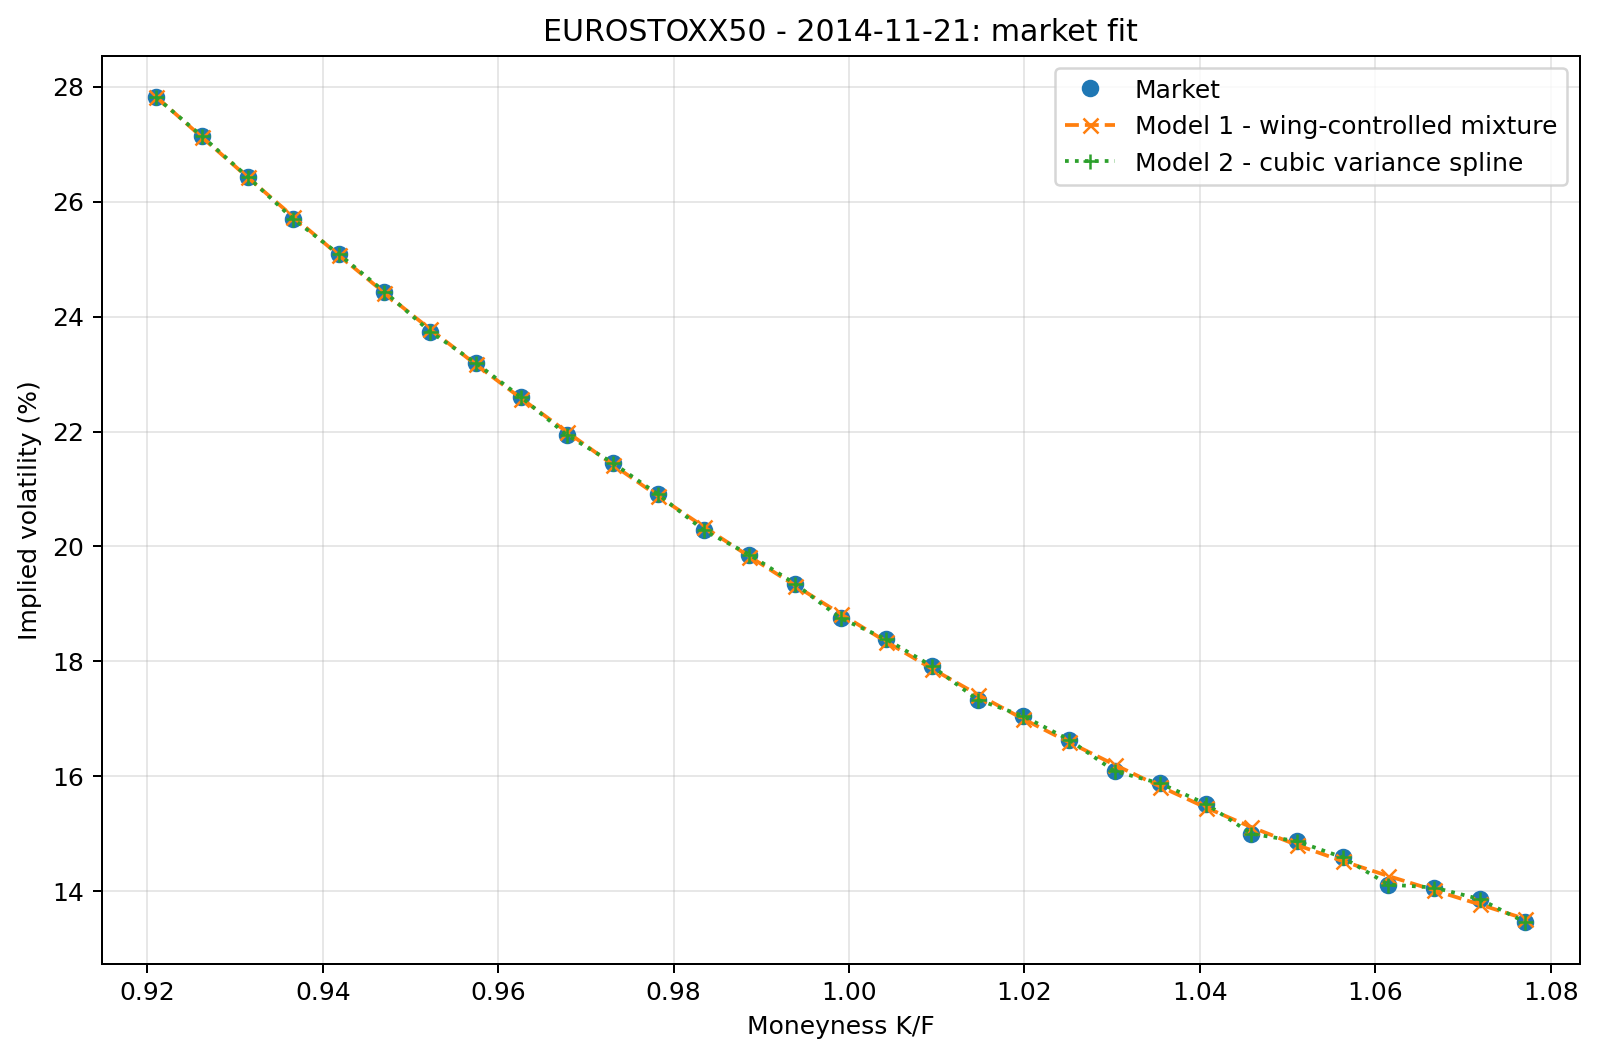 EUROSTOXX50 - 2014-11-21: market fit
Market
Model 1 - wing-controlled mixture
Model 2 - cubic variance spline
Implied volatility (%)
28
26
24
22
20
18
16
14
0.92 0.94 0.96 0.98 1.00 1.02 1.04 1.06 1.08
Moneyness K/F